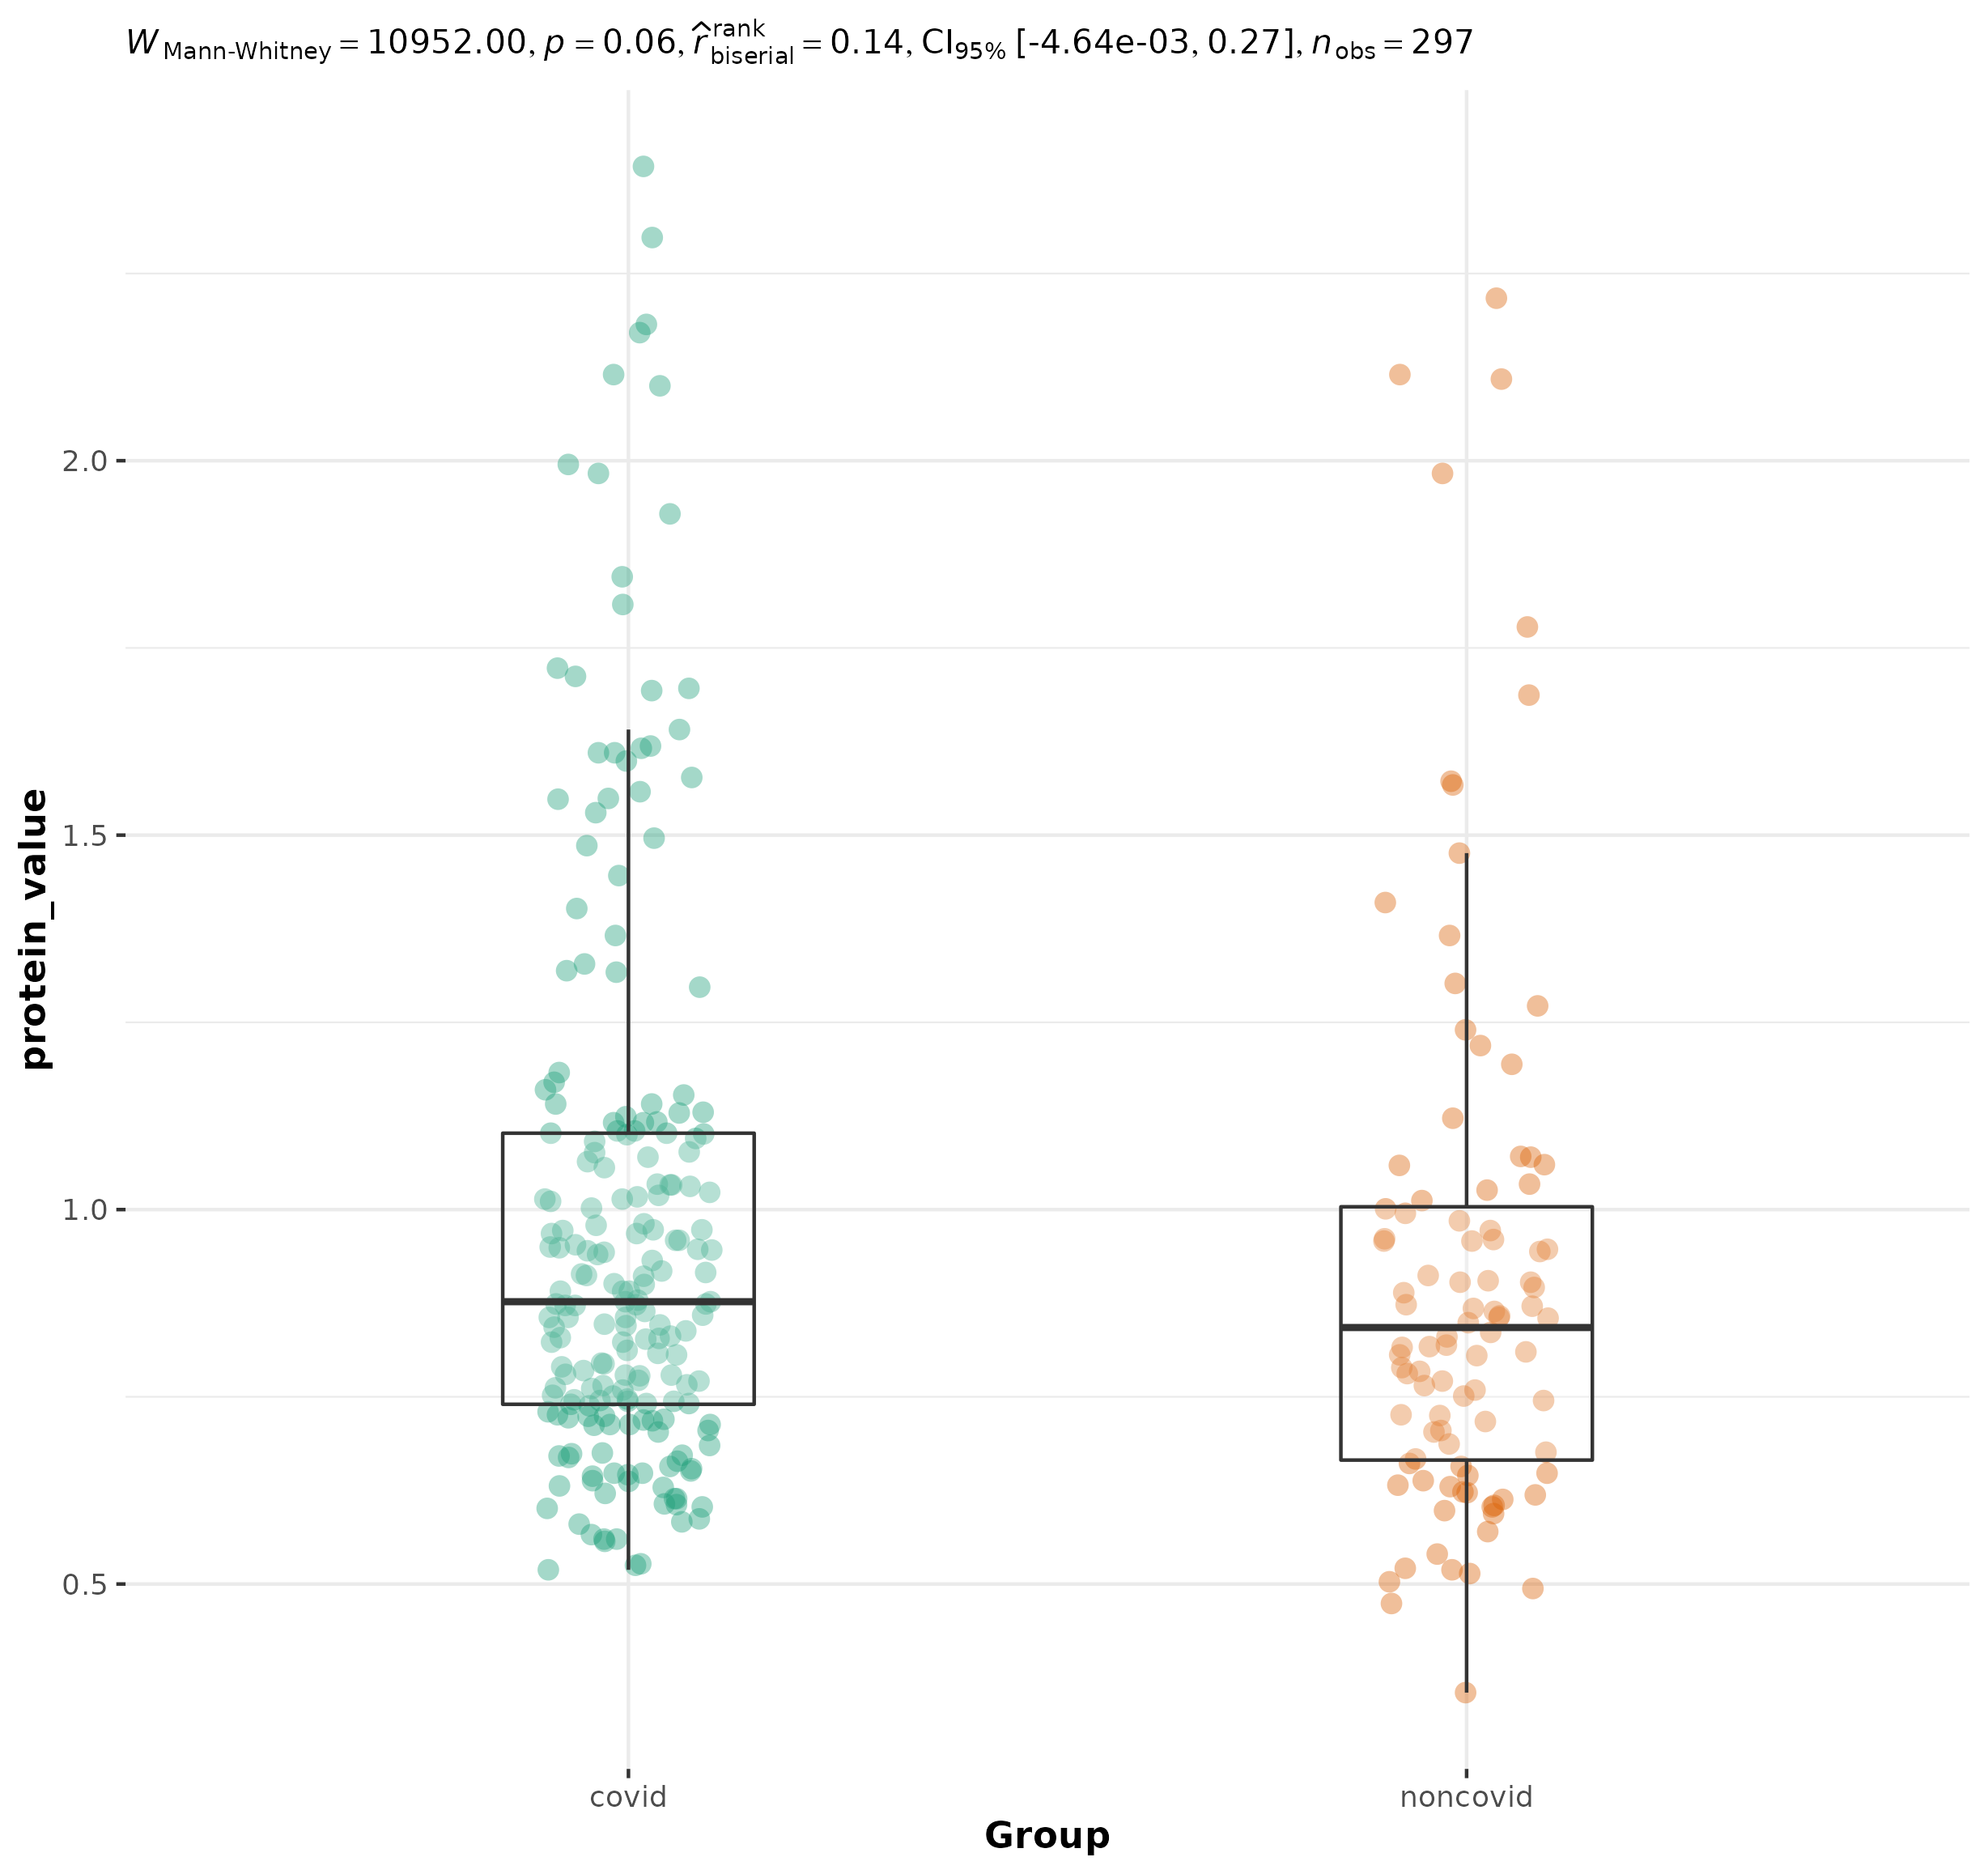 W Mann-Whitney = 10952.00, p = 0.06, r̂ rank biserial = 0.14, CI95% [-4.64e-03, 0.27], n obs = 297
protein_value
2.0
1.5
1.0
0.5
covid noncovid
Group